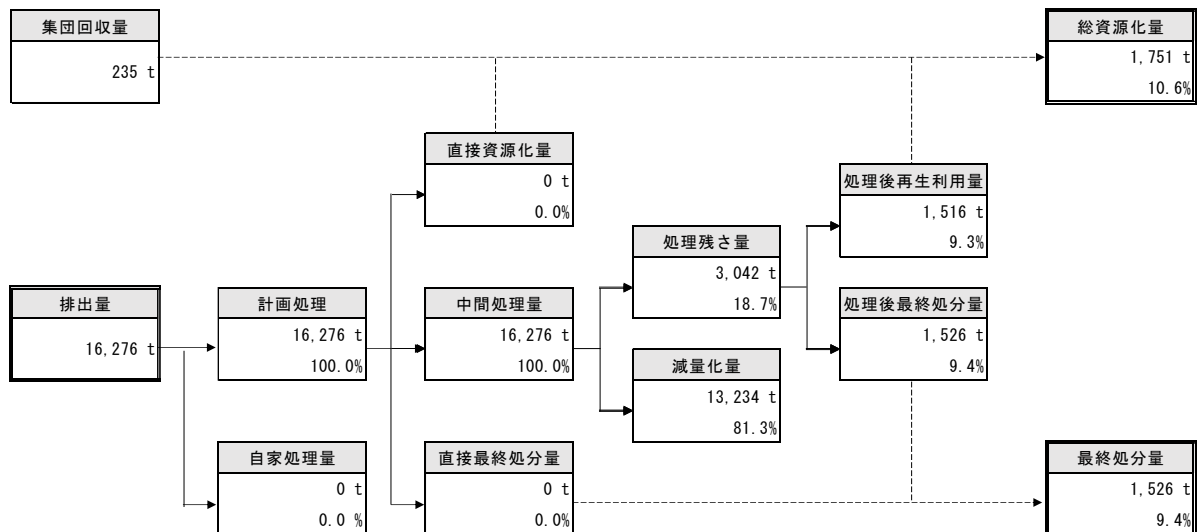 集団回収量
235 t
総資源化量
1,751 t
10.6%
直接資源化量
0 t
0.0%
処理後再生利用量
1,516 t
9.3%
処理残さ量
3,042 t
18.7%
排出量
16,276 t
計画処理
16,276 t
100.0%
中間処理量
16,276 t
100.0%
処理後最終処分量
1,526 t
9.4%
減量化量
13,234 t
81.3%
自家処理量
0 t
0.0 %
直接最終処分量
0 t
0.0%
最終処分量
1,526 t
9.4%